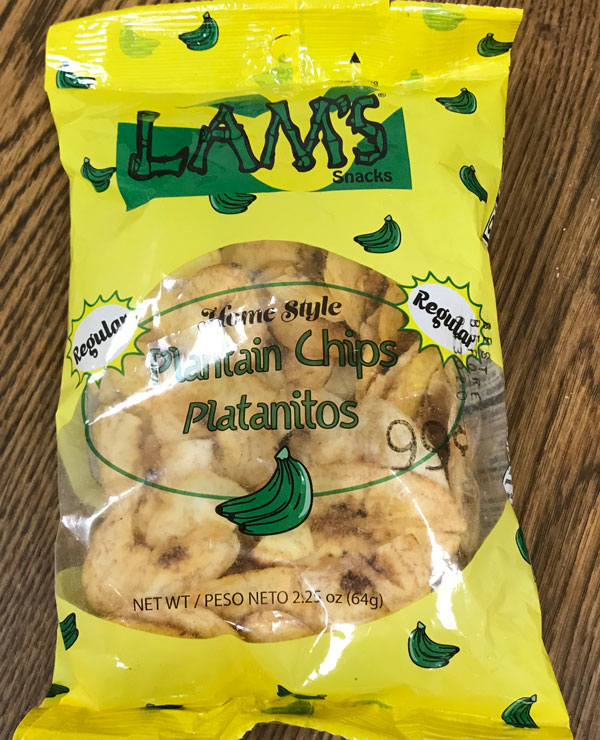 LAM'S
Snacks
Regular
Home Style
Regular
Plantain Chips
Platanitos
99¢
NET WT / PESO NETO 2.25 oz (64g)